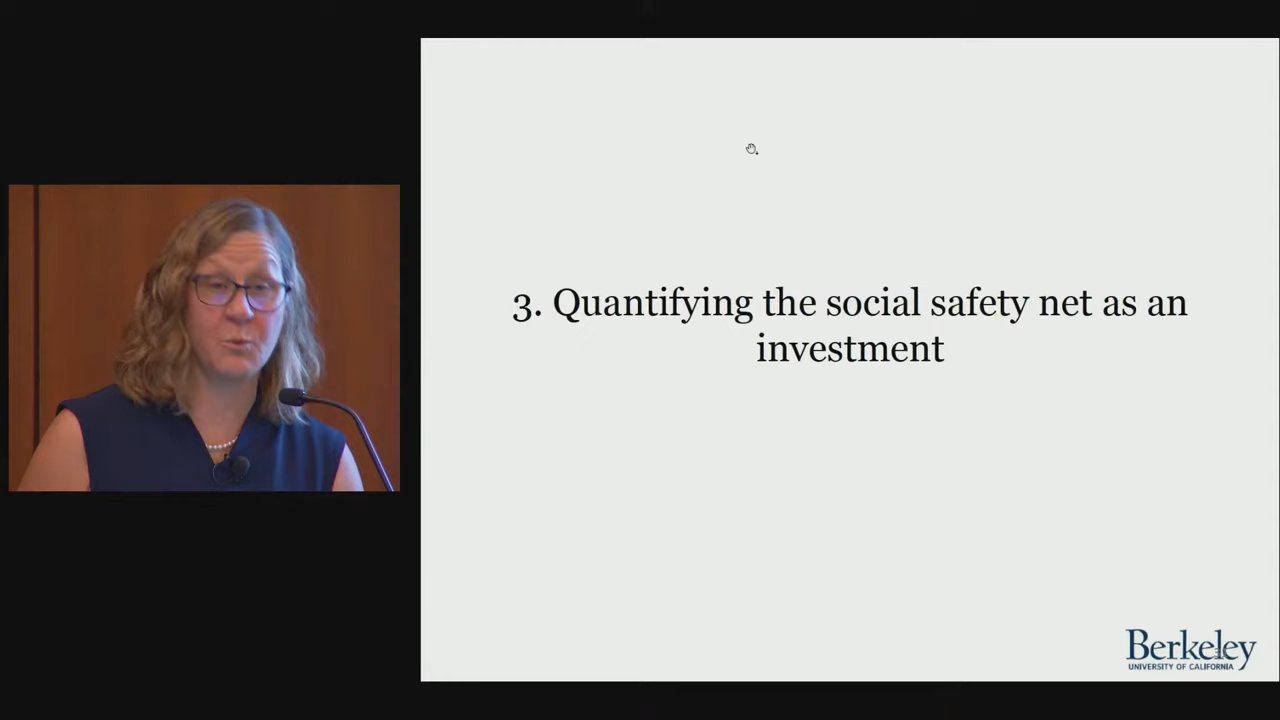 3. Quantifying the social safety net as an
investment
Berkeley
UNIVERSITY OF CALIFORNIA